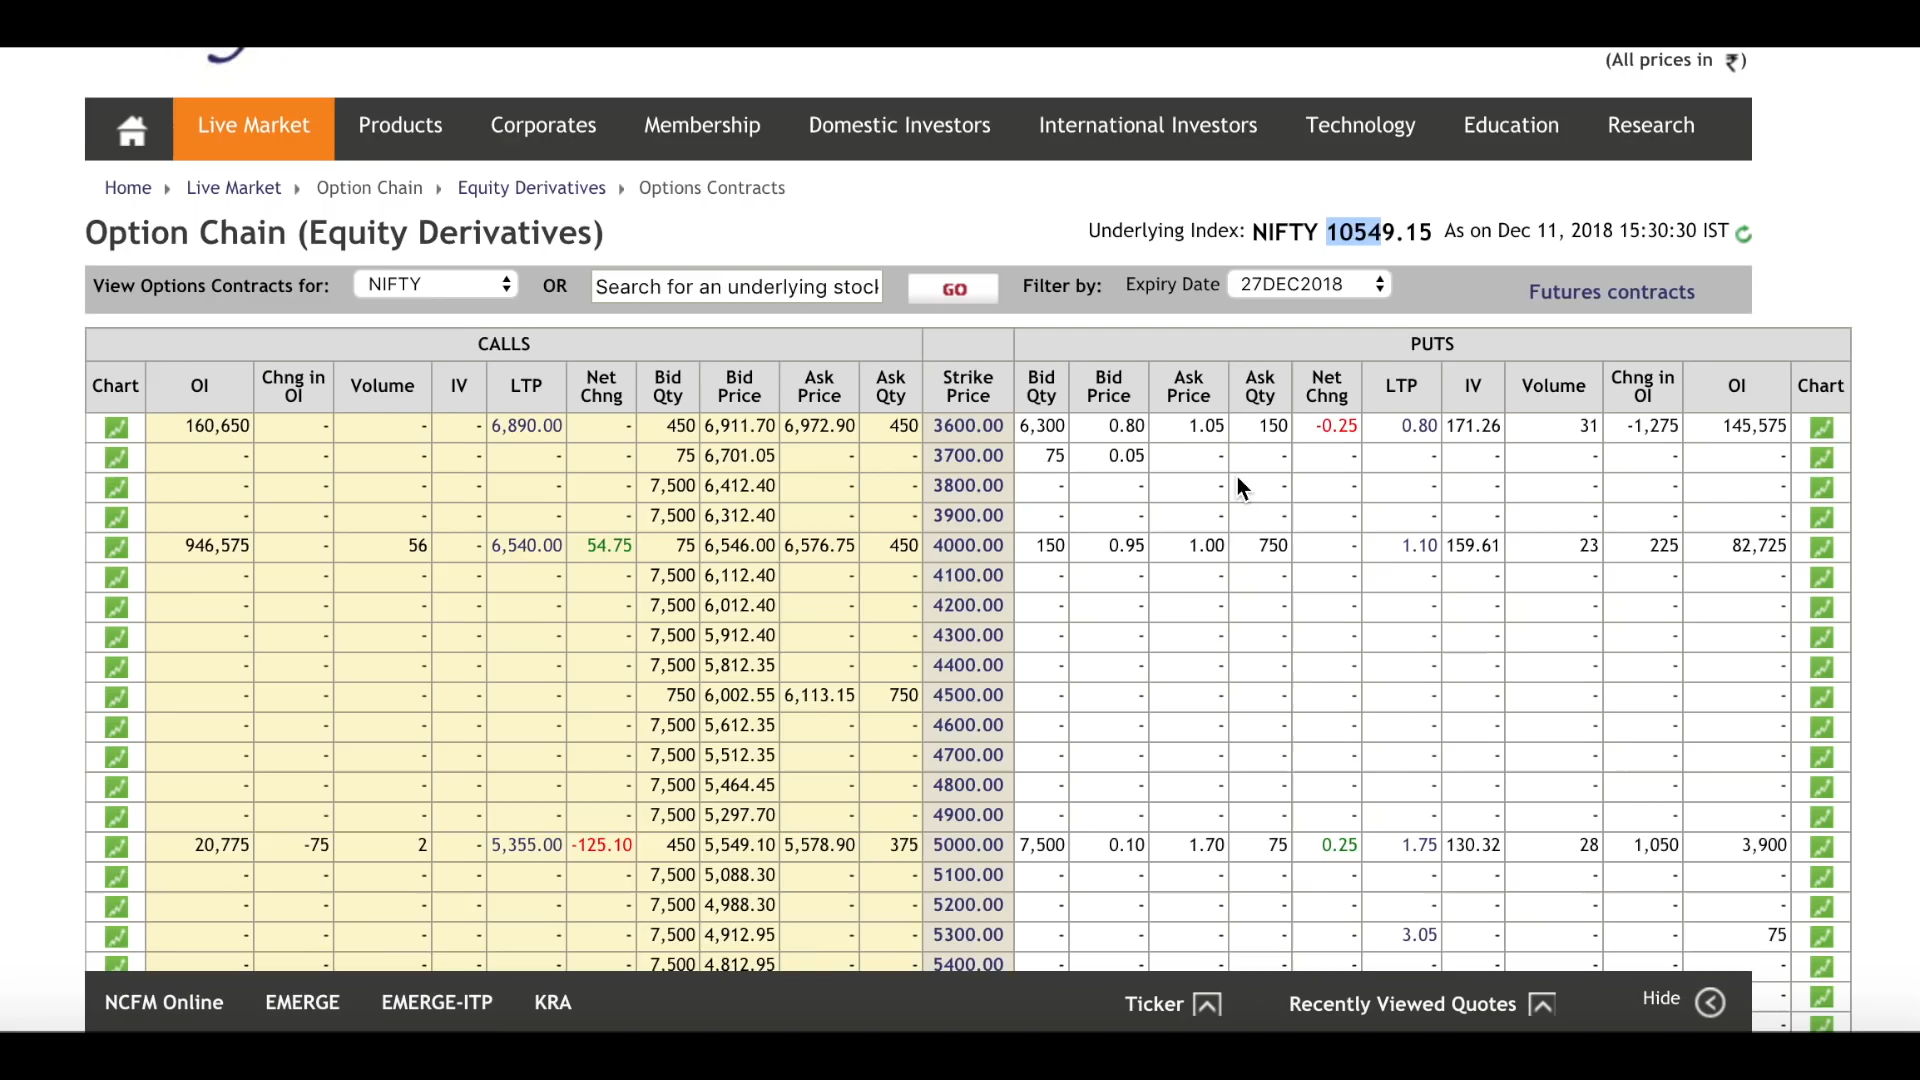 (All prices in ₹)
Live Market Products Corporates Membership Domestic Investors International Investors Technology Education Research
Home Live Market Option Chain Equity Derivatives Options Contracts
Option Chain (Equity Derivatives) Underlying Index: NIFTY 10549.15 As on Dec 11, 2018 15:30:30 IST
View Options Contracts for: NIFTY OR Search for an underlying stock GO Filter by: Expiry Date 27DEC2018 Futures contracts
CALLS PUTS
Chart OI Chng in OI Volume IV LTP Net Chng Bid Qty Bid Price Ask Price Ask Qty Strike Price Bid Qty Bid Price Ask Price Ask Qty Net Chng LTP IV Volume Chng in OI OI Chart
160,650 - - - 6,890.00 - 450 6,911.70 6,972.90 450 3600.00 6,300 0.80 1.05 150 -0.25 0.80 171.26 31 -1,275 145,575
- - - - - - 75 6,701.05 - - 3700.00 75 0.05 - - - - - - - -
- - - - - - 7,500 6,412.40 - - 3800.00 - - - - - - - - - -
- - - - - - 7,500 6,312.40 - - 3900.00 - - - - - - - - - -
946,575 - 56 - 6,540.00 54.75 75 6,546.00 6,576.75 450 4000.00 150 0.95 1.00 750 - 1.10 159.61 23 225 82,725
- - - - - - 7,500 6,112.40 - - 4100.00 - - - - - - - - - -
- - - - - - 7,500 6,012.40 - - 4200.00 - - - - - - - - - -
- - - - - - 7,500 5,912.40 - - 4300.00 - - - - - - - - - -
- - - - - - 7,500 5,812.35 - - 4400.00 - - - - - - - - - -
- - - - - - 750 6,002.55 6,113.15 750 4500.00 - - - - - - - - - -
- - - - - - 7,500 5,612.35 - - 4600.00 - - - - - - - - - -
- - - - - - 7,500 5,512.35 - - 4700.00 - - - - - - - - - -
- - - - - - 7,500 5,464.45 - - 4800.00 - - - - - - - - - -
- - - - - - 7,500 5,297.70 - - 4900.00 - - - - - - - - - -
20,775 -75 2 - 5,355.00 -125.10 450 5,549.10 5,578.90 375 5000.00 7,500 0.10 1.70 75 0.25 1.75 130.32 28 1,050 3,900
- - - - - - 7,500 5,088.30 - - 5100.00 - - - - - - - - - -
- - - - - - 7,500 4,988.30 - - 5200.00 - - - - - - - - - -
- - - - - - 7,500 4,912.95 - - 5300.00 - - - - - 3.05 - - - 75
- - - - - - 7,500 4,812.95 - - 5400.00 - - - - - - - - - -
NCFM Online EMERGE EMERGE-ITP KRA Ticker Recently Viewed Quotes Hide